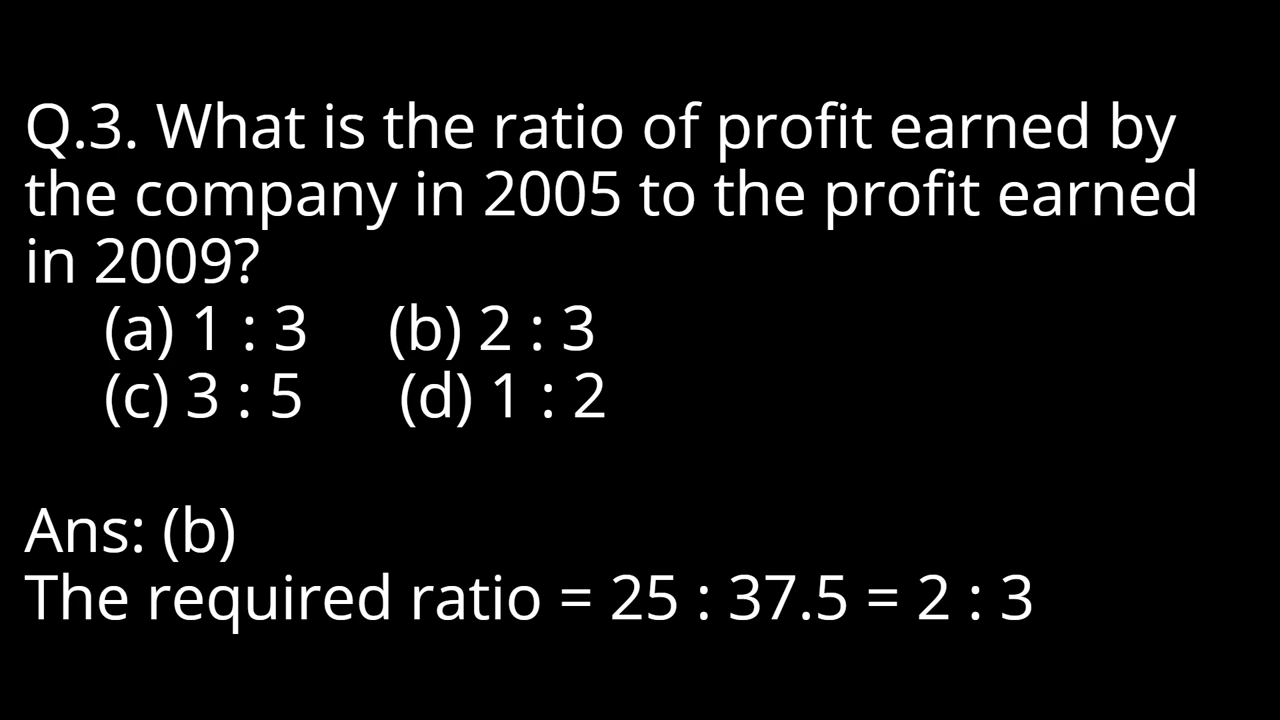 Q.3. What is the ratio of profit earned by
the company in 2005 to the profit earned
in 2009?
(a) 1 : 3 (b) 2 : 3
(c) 3 : 5 (d) 1 : 2
Ans: (b)
The required ratio = 25 : 37.5 = 2 : 3